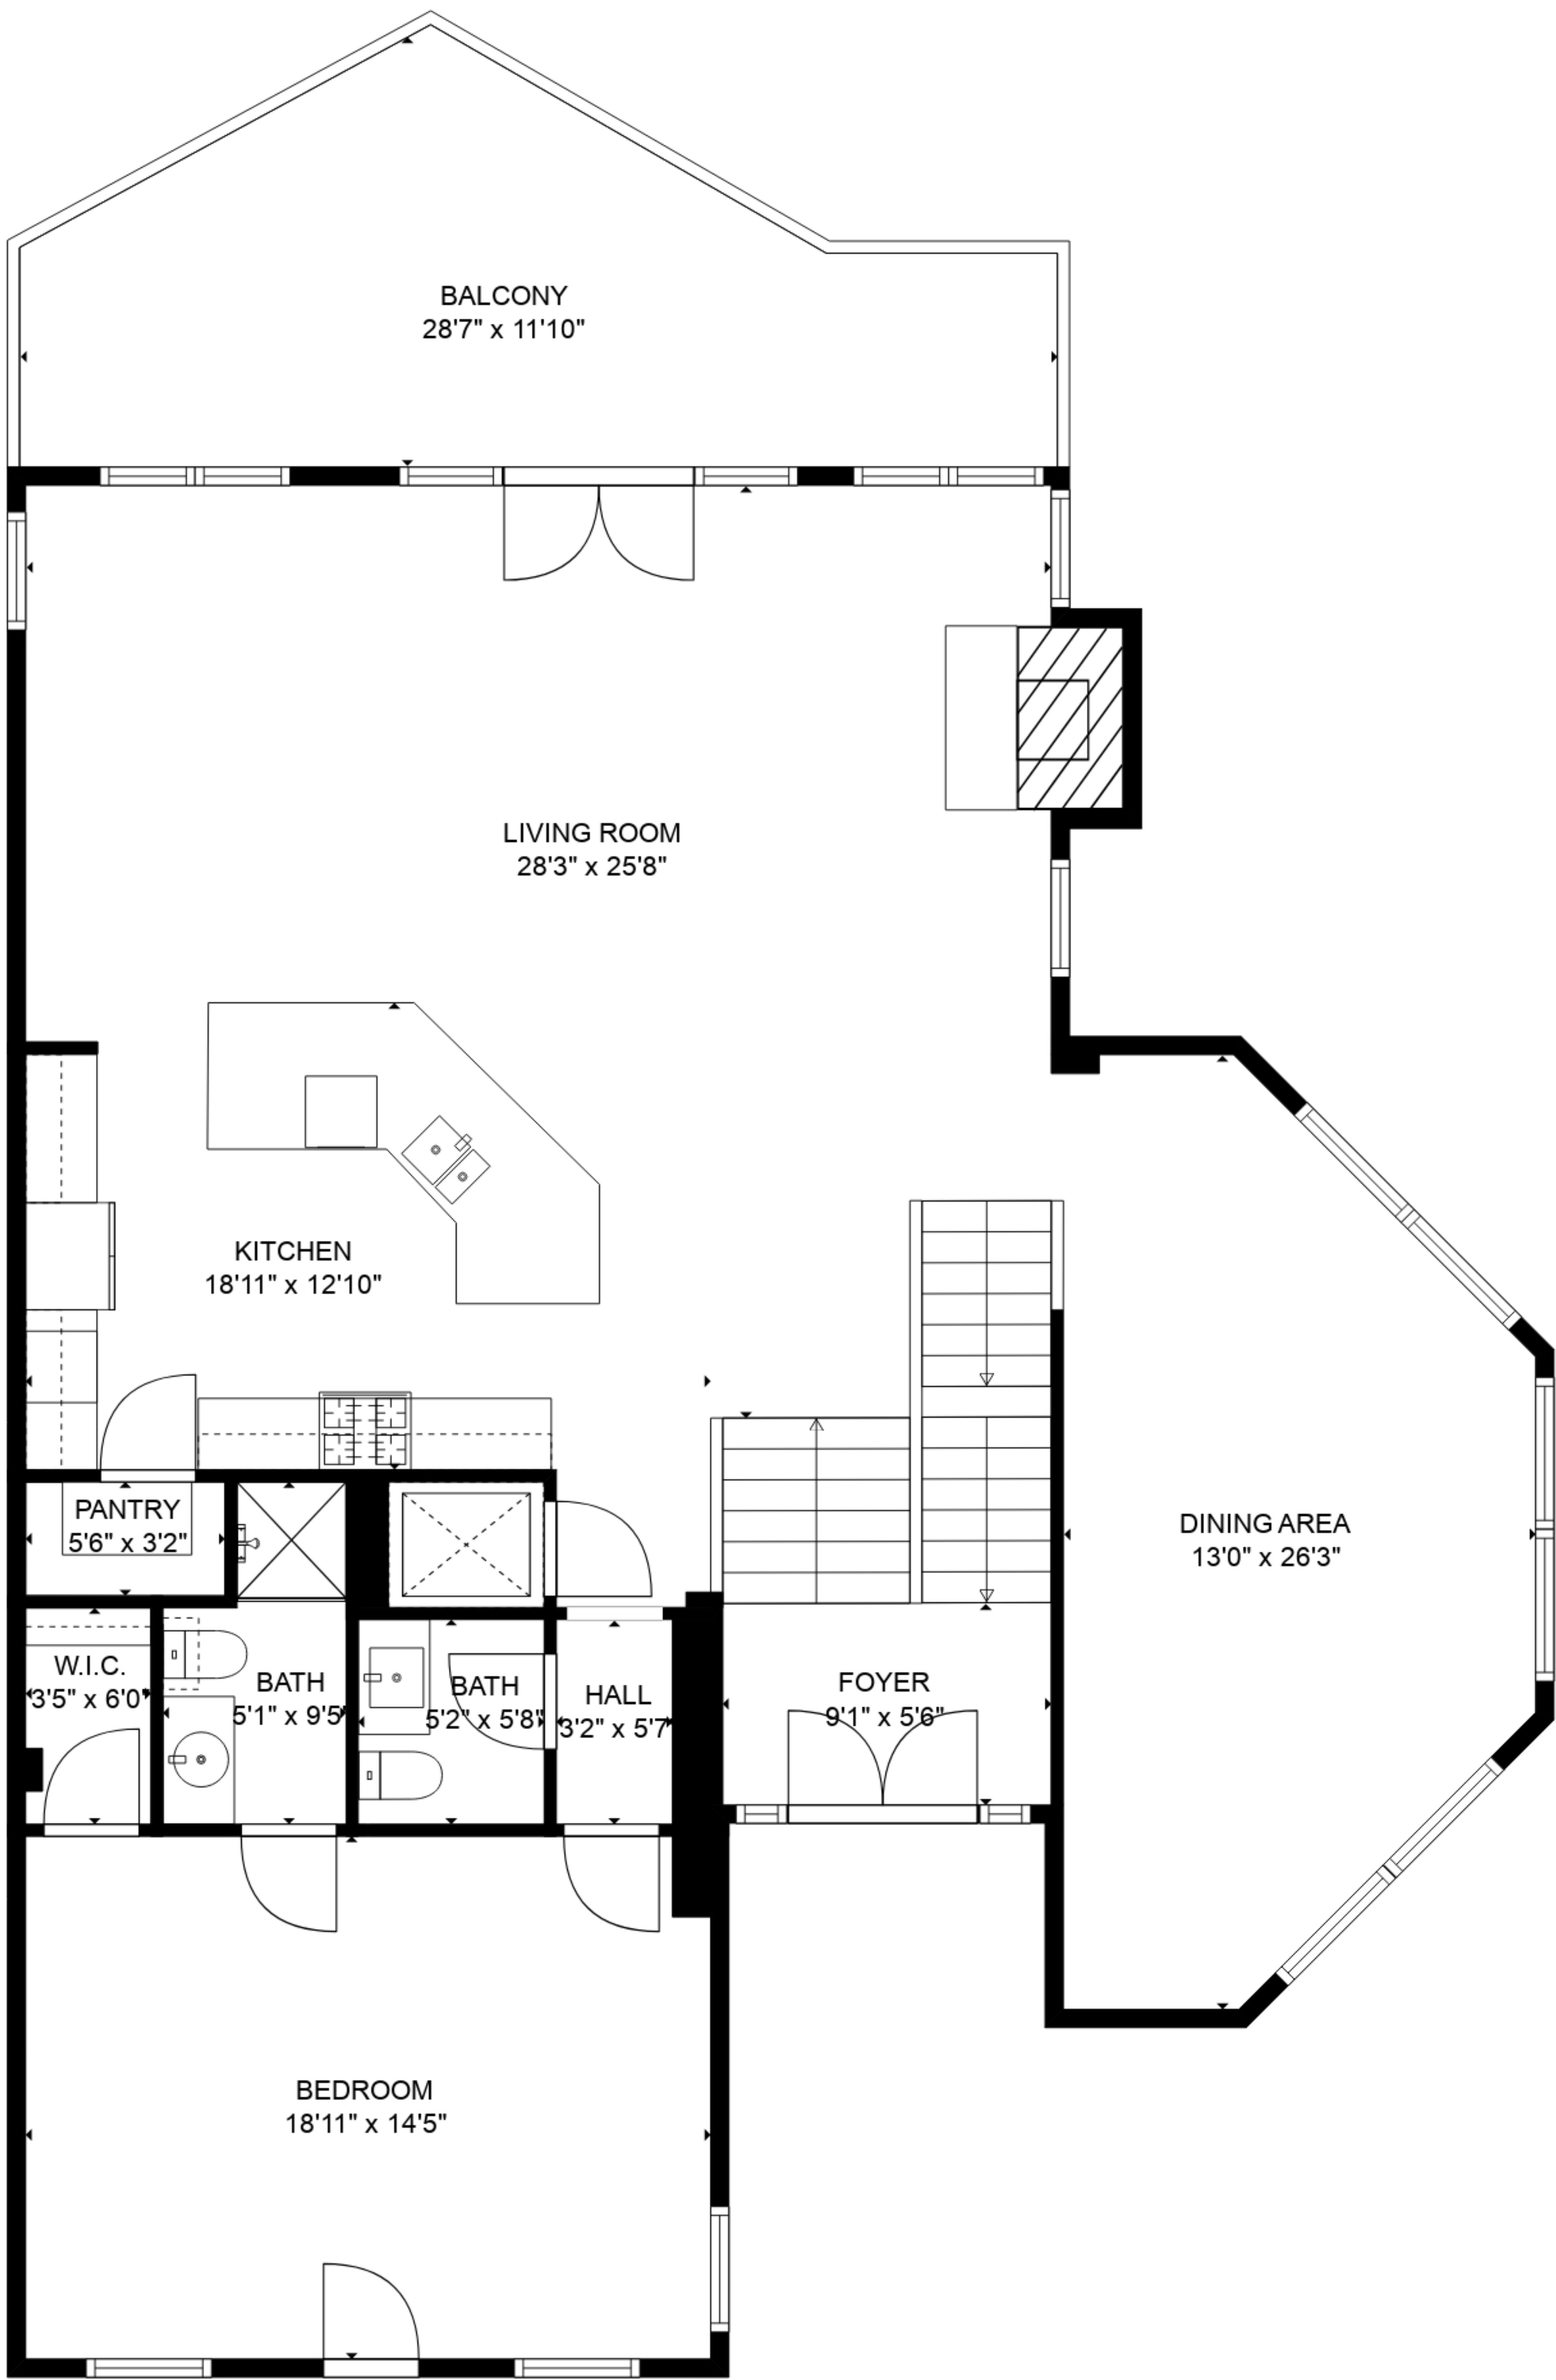 BALCONY
28'7" x 11'10"
LIVING ROOM
28'3" x 25'8"
KITCHEN
18'11" x 12'10"
PANTRY
5'6" x 3'2"
DINING AREA
13'0" x 26'3"
W.I.C.
3'5" x 6'0"
BATH
5'1" x 9'5"
BATH
5'2" x 5'8"
HALL
3'2" x 5'7
FOYER
9'1" x 5'6"
BEDROOM
18'11" x 14'5"